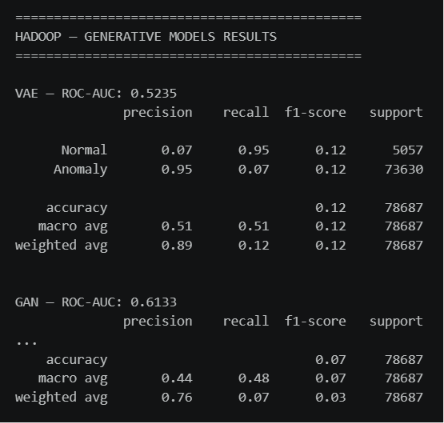 ==============================================
HADOOP — GENERATIVE MODELS RESULTS
==============================================
VAE — ROC-AUC: 0.5235
precision recall f1-score support
Normal 0.07 0.95 0.12 5057
Anomaly 0.95 0.07 0.12 73630
accuracy 0.12 78687
macro avg 0.51 0.51 0.12 78687
weighted avg 0.89 0.12 0.12 78687
GAN — ROC-AUC: 0.6133
precision recall f1-score support
...
accuracy 0.07 78687
macro avg 0.44 0.48 0.07 78687
weighted avg 0.76 0.07 0.03 78687